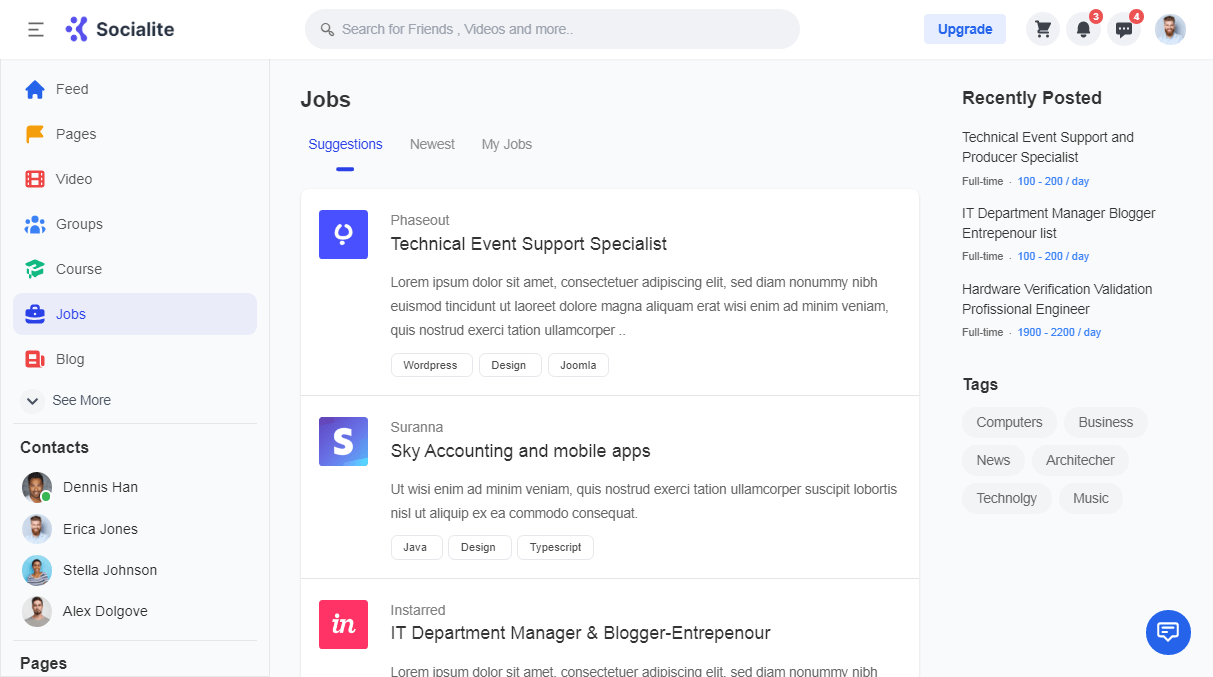 Socialite
Search for Friends , Videos and more..
Upgrade
3
4
Feed
Pages
Video
Groups
Course
Jobs
Blog
See More
Contacts
Dennis Han
Erica Jones
Stella Johnson
Alex Dolgove
Pages
Jobs
Suggestions
Newest
My Jobs
Phaseout
Technical Event Support Specialist
Lorem ipsum dolor sit amet, consectetuer adipiscing elit, sed diam nonummy nibh
euismod tincidunt ut laoreet dolore magna aliquam erat wisi enim ad minim veniam,
quis nostrud exerci tation ullamcorper ..
Wordpress
Design
Joomla
S
Suranna
Sky Accounting and mobile apps
Ut wisi enim ad minim veniam, quis nostrud exerci tation ullamcorper suscipit lobortis
nisl ut aliquip ex ea commodo consequat.
Java
Design
Typescript
in
Instarred
IT Department Manager & Blogger-Entrepenour
Lorem ipsum dolor sit amet, consectetuer adipiscing elit, sed diam nonummy nibh
Recently Posted
Technical Event Support and
Producer Specialist
Full-time · 100 - 200 / day
IT Department Manager Blogger
Entrepenour list
Full-time · 100 - 200 / day
Hardware Verification Validation
Profissional Engineer
Full-time · 1900 - 2200 / day
Tags
Computers
Business
News
Architecher
Technolgy
Music